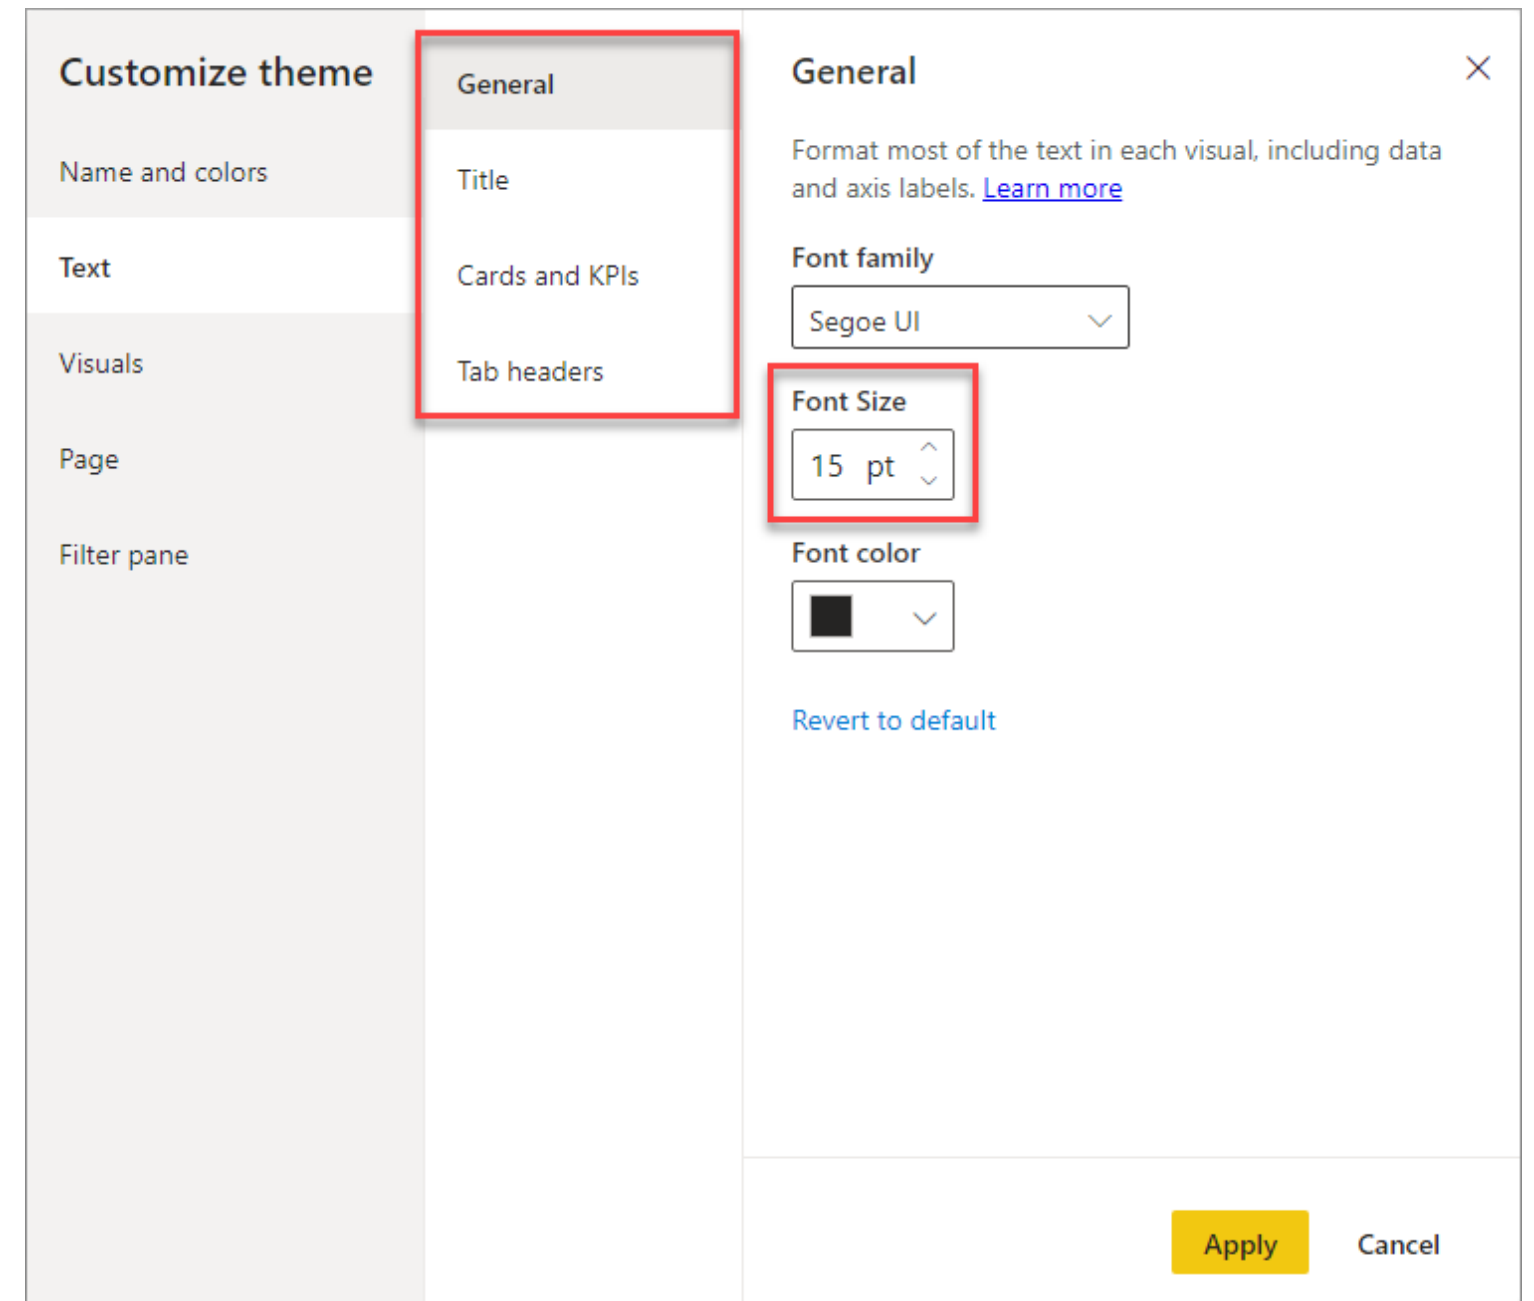 Customize theme
Name and colors
Text
Visuals
Page
Filter pane
General
Title
Cards and KPIs
Tab headers
General
Format most of the text in each visual, including data
and axis labels. Learn more
Font family
Segoe UI
Font Size
15 pt
Font color
Revert to default
Apply Cancel